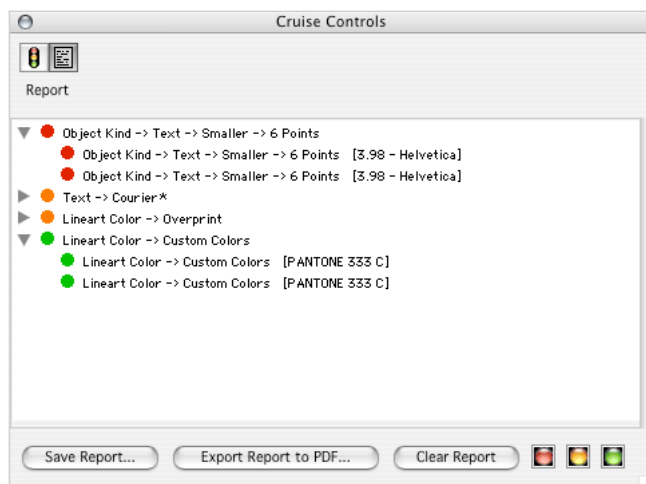 Cruise Controls
Report
Object Kind -> Text -> Smaller -> 6 Points
Object Kind -> Text -> Smaller -> 6 Points [3.98 - Helvetica]
Object Kind -> Text -> Smaller -> 6 Points [3.98 - Helvetica]
Text -> Courier*
Lineart Color -> Overprint
Lineart Color -> Custom Colors
Lineart Color -> Custom Colors [PANTONE 333 C]
Lineart Color -> Custom Colors [PANTONE 333 C]
Save Report... Export Report to PDF... Clear Report